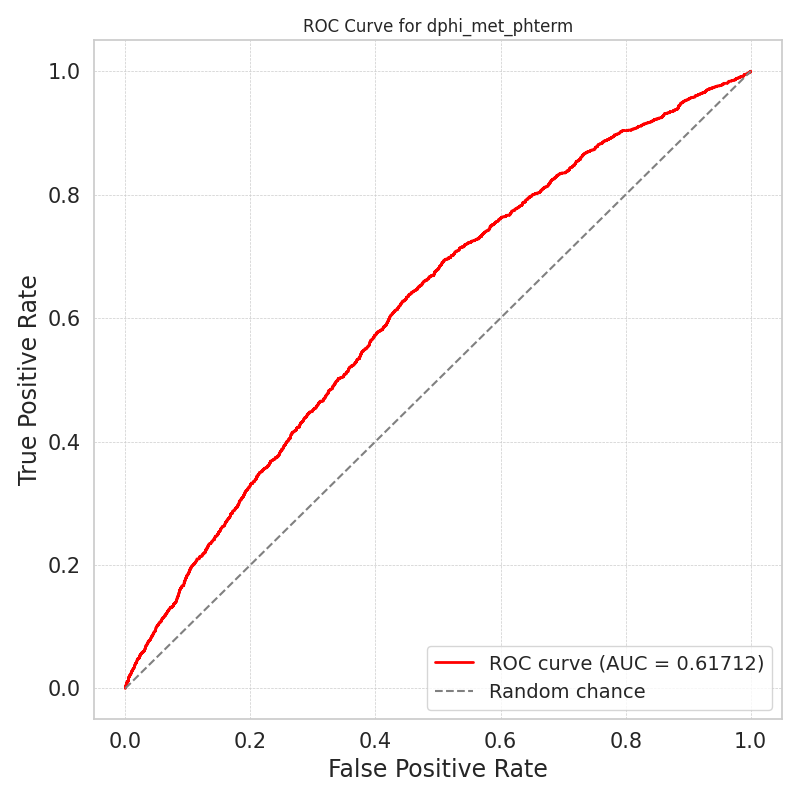 ROC Curve for dphi_met_phterm
True Positive Rate
1.0
0.8
0.6
0.4
0.2
0.0
ROC curve (AUC = 0.61712)
Random chance
0.0 0.2 0.4 0.6 0.8 1.0
False Positive Rate